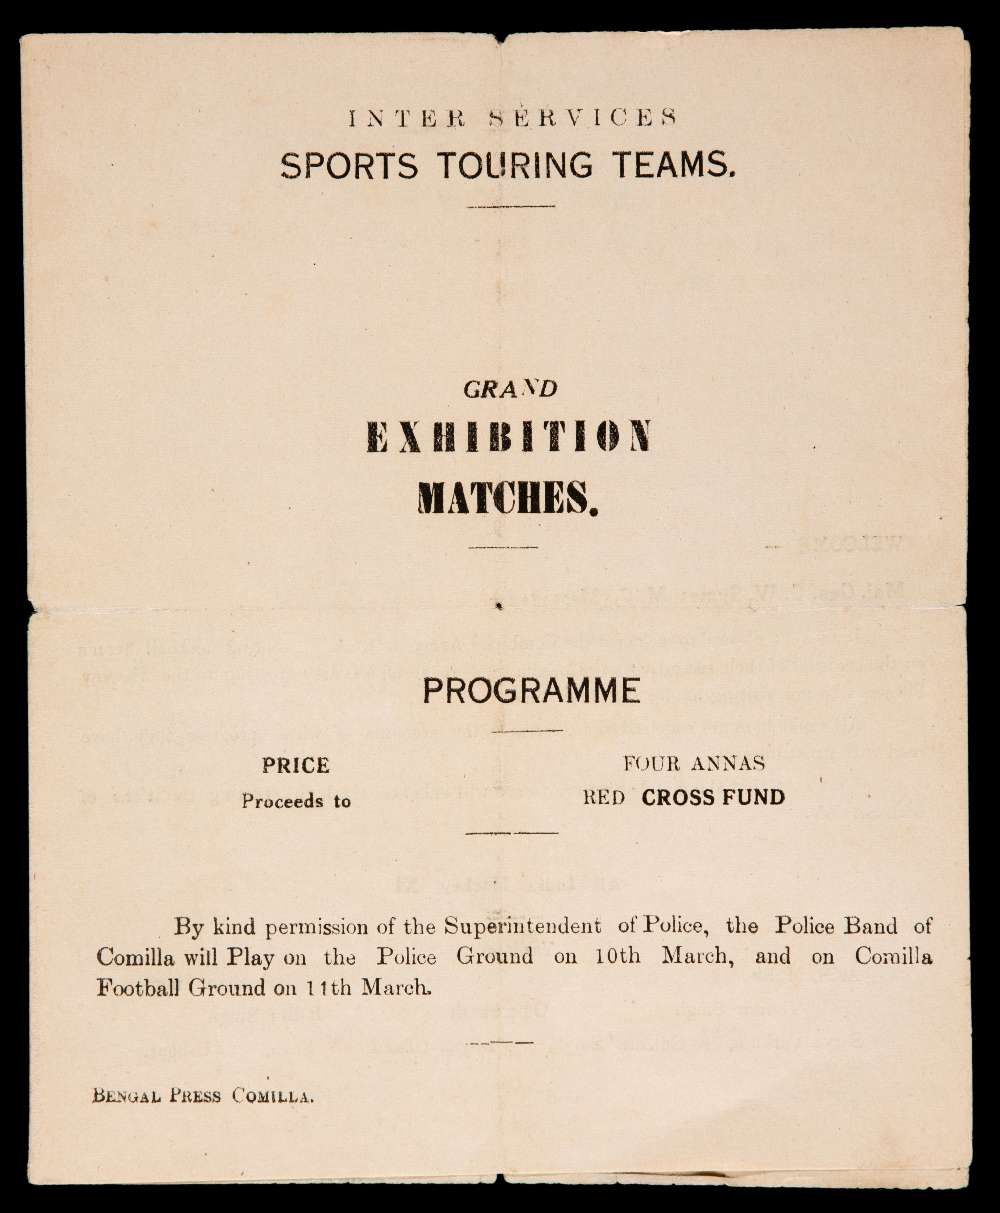 INTER SERVICES
SPORTS TOURING TEAMS.
GRAND
EXHIBITION
MATCHES.
PROGRAMME
PRICE FOUR ANNAS
Proceeds to RED CROSS FUND
By kind permission of the Superintendent of Police, the Police Band of
Comilla will Play on the Police Ground on 10th March, and on Comilla
Football Ground on 11th March.
BENGAL PRESS COMILLA.